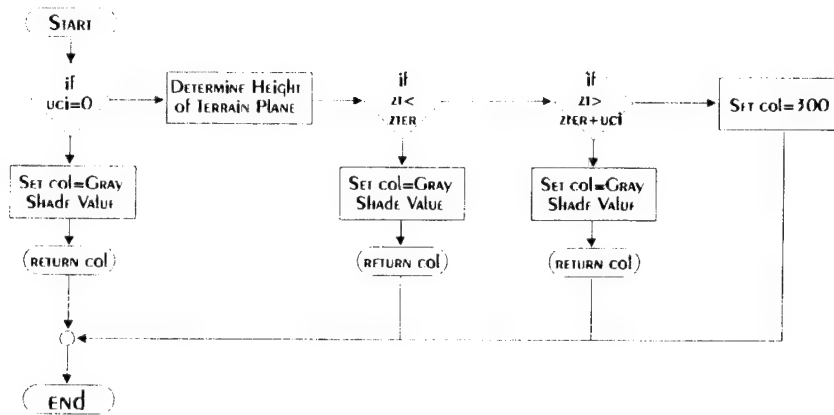 START
if
uci=0
DETERMINE HEIGHT
of TERRAIN PLANE
if
zt<
zter
if
zt>
zter+uci
SET col=300
SET col=GRAY
SHADE VALUE
SET col=GRAY
SHADE VALUE
SET col=GRAY
SHADE VALUE
(RETURN col)
(RETURN col)
(RETURN col)
END